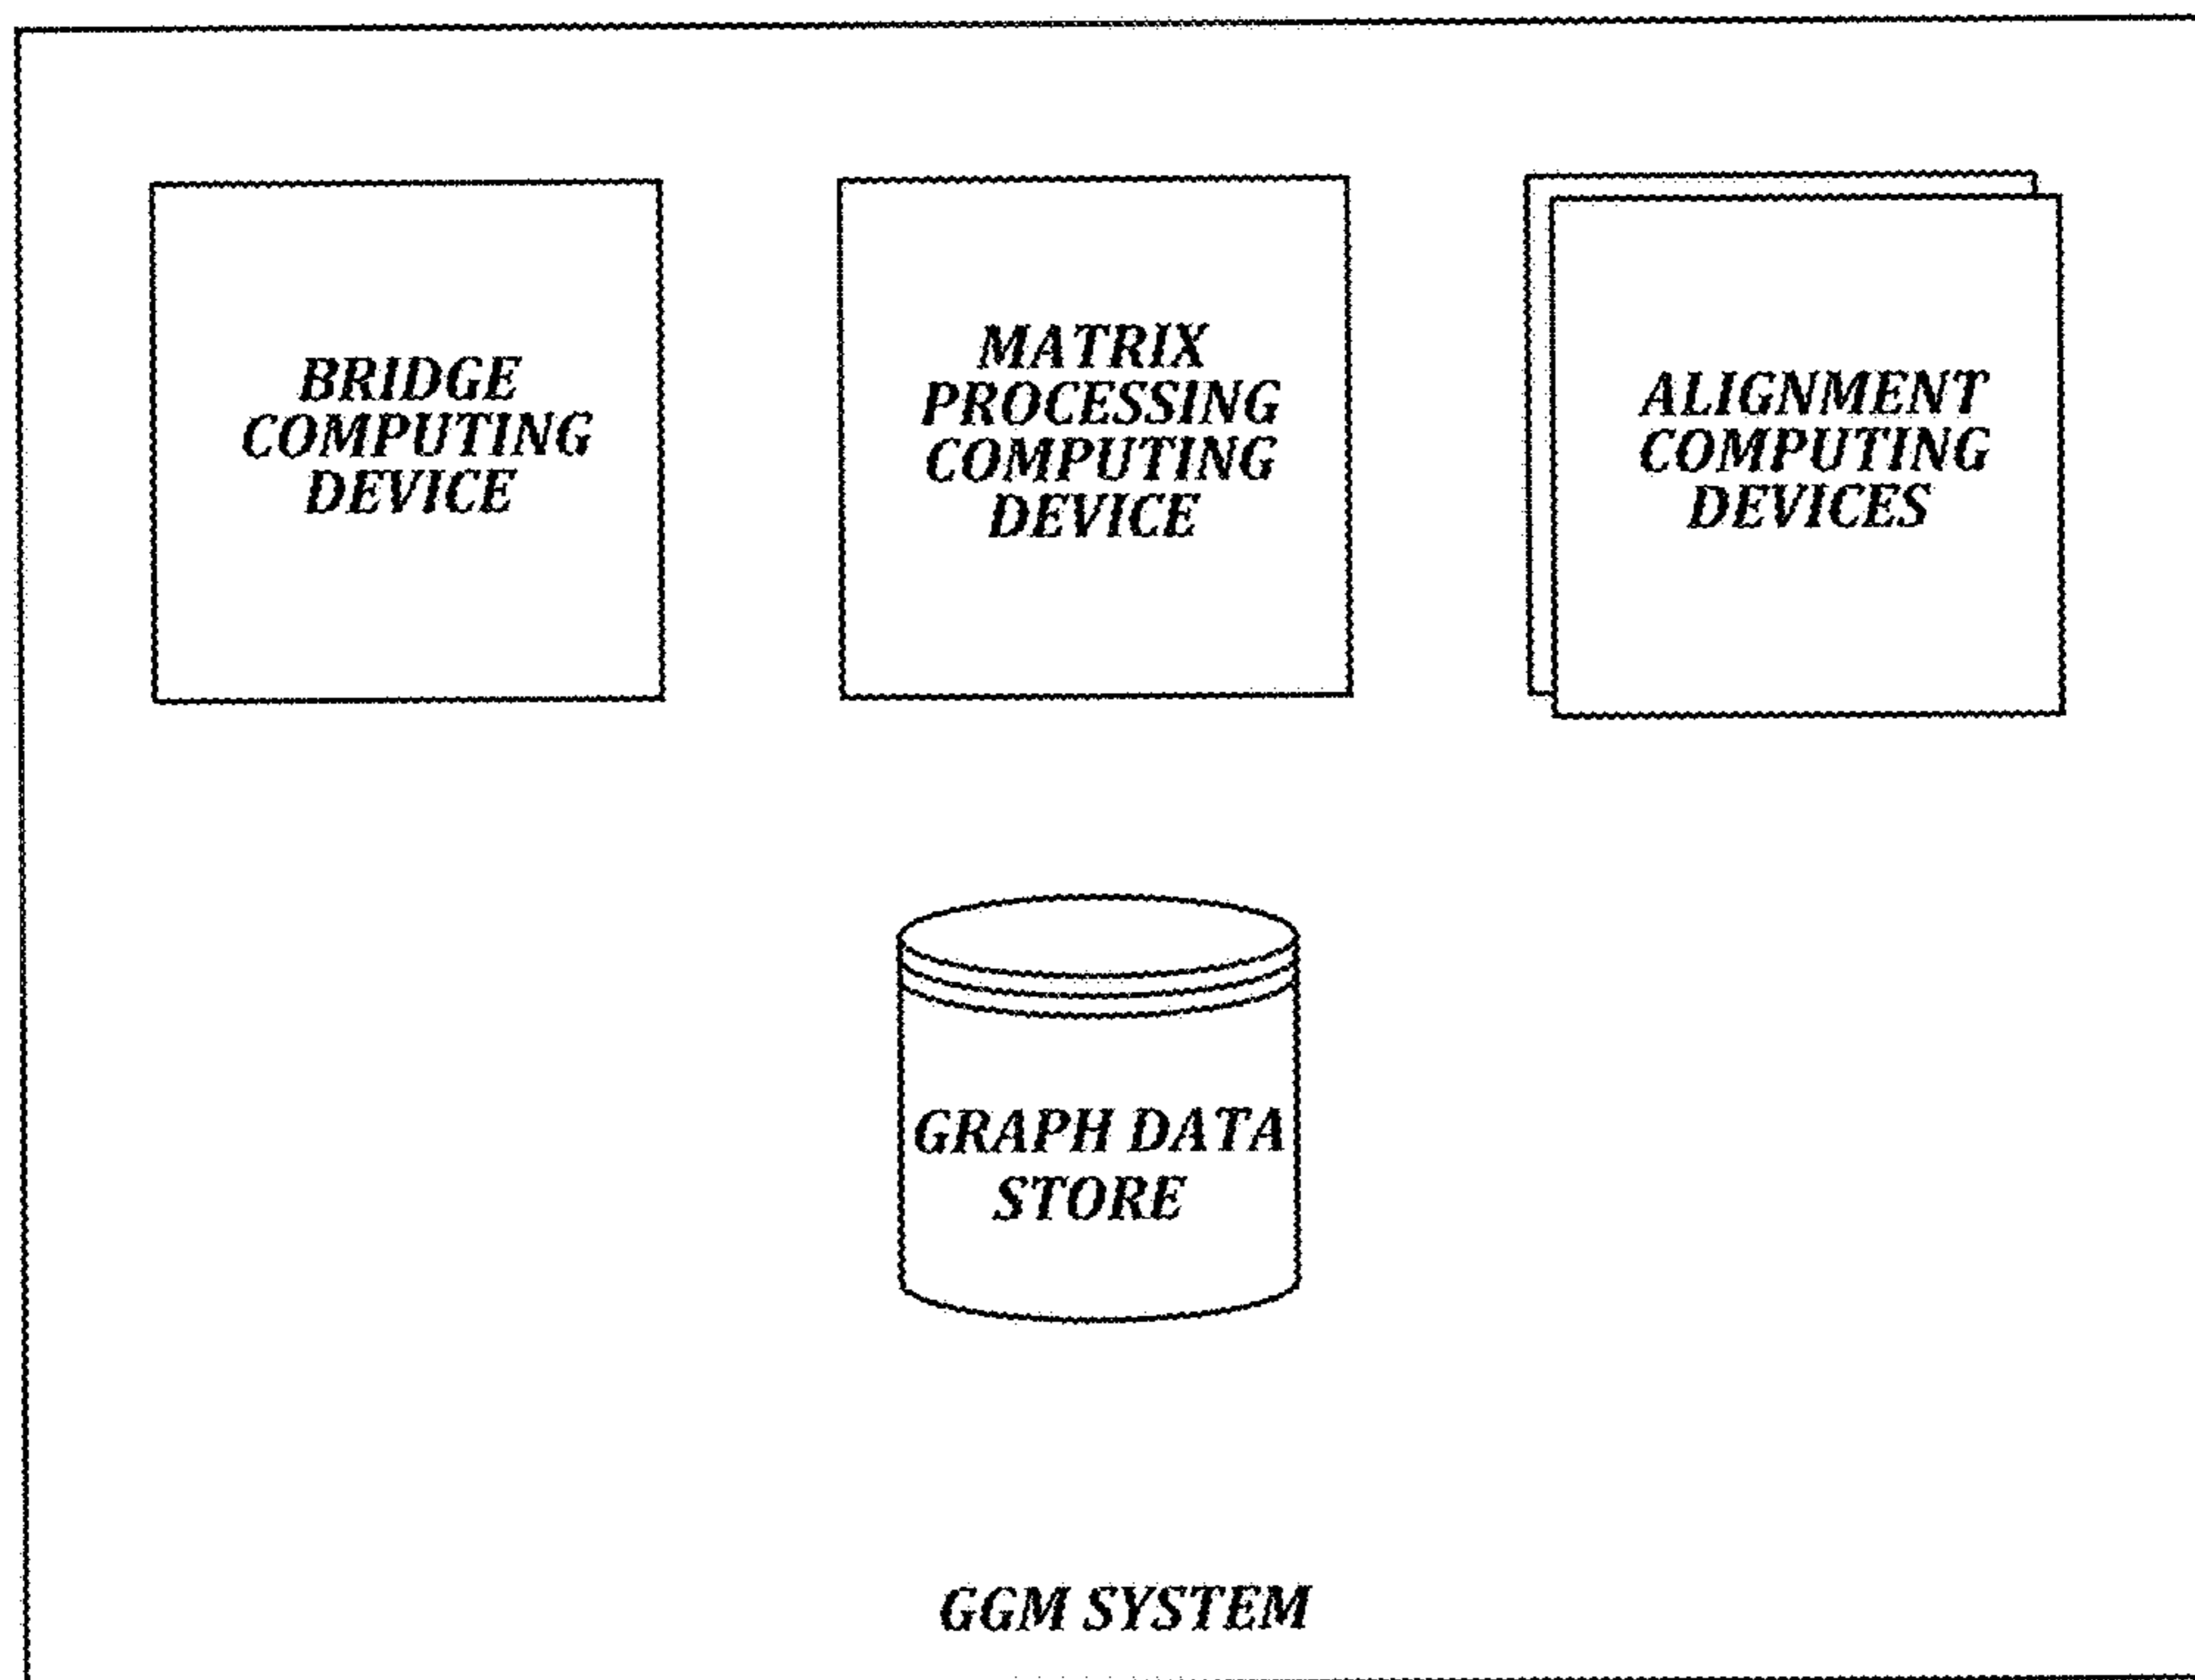 BRIDGE
COMPUTING
DEVICE
MATRIX
PROCESSING
COMPUTING
DEVICE
ALIGNMENT
COMPUTING
DEVICES
GRAPH DATA
STORE
GGM SYSTEM